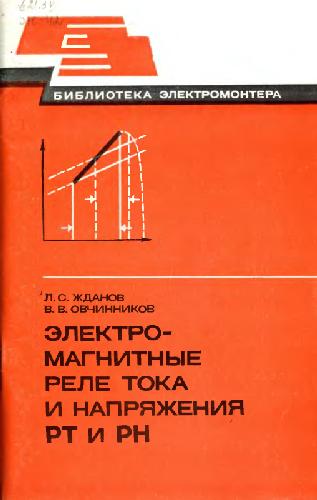 БИБЛИОТЕКА ЭЛЕКТРОМОНТЕРА
Л. С. ЖДАНОВ
В. В. ОВЧИННИКОВ
ЭЛЕКТРО-
МАГНИТНЫЕ
РЕЛЕ ТОКА
И НАПРЯЖЕНИЯ
РТ И РН